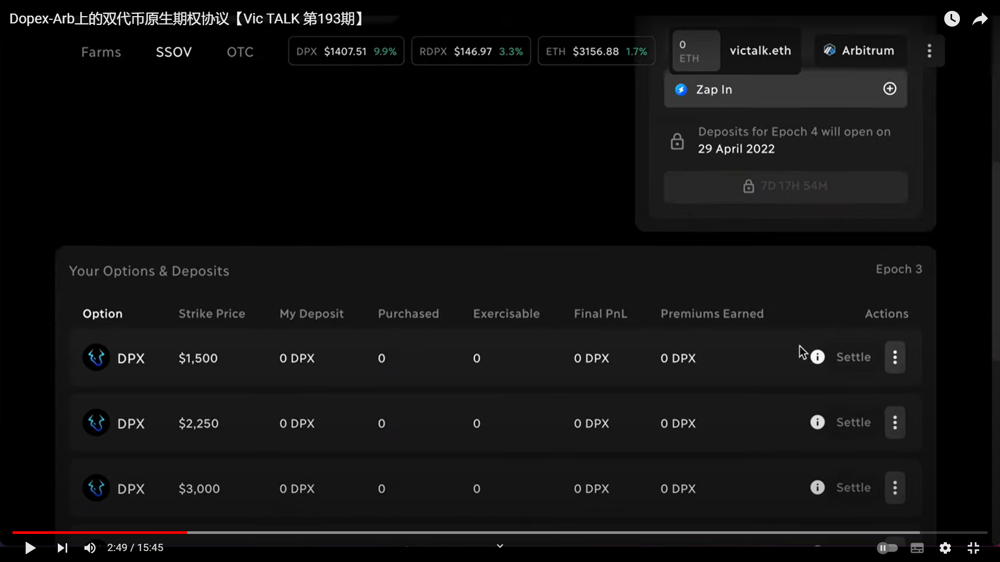 Dopex-Arb上的双代币原生期权协议【Vic TALK 第193期】
Farms SSOV OTC DPX $1407.51 9.9% RDPX $146.97 3.3% ETH $3156.88 1.7% 0 ETH victalk.eth Arbitrum
Zap In
Deposits for Epoch 4 will open on
29 April 2022
7D 17H 54M
Your Options & Deposits Epoch 3
Option Strike Price My Deposit Purchased Exercisable Final PnL Premiums Earned Actions
DPX $1,500 0 DPX 0 0 0 DPX 0 DPX Settle
DPX $2,250 0 DPX 0 0 0 DPX 0 DPX Settle
DPX $3,000 0 DPX 0 0 0 DPX 0 DPX Settle
2:49 / 15:45